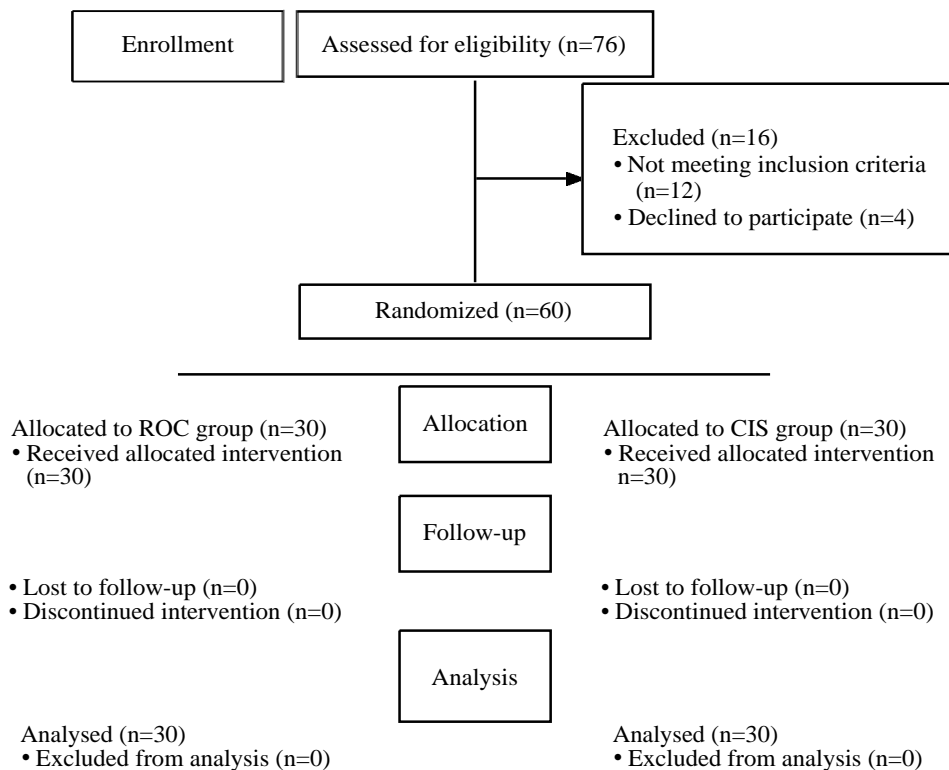 Enrollment
Assessed for eligibility (n=76)
Excluded (n=16)
• Not meeting inclusion criteria
(n=12)
• Declined to participate (n=4)
Randomized (n=60)
Allocation
Allocated to ROC group (n=30)
• Received allocated intervention
(n=30)
Allocated to CIS group (n=30)
• Received allocated intervention
n=30)
Follow-up
• Lost to follow-up (n=0)
• Discontinued intervention (n=0)
• Lost to follow-up (n=0)
• Discontinued intervention (n=0)
Analysis
Analysed (n=30)
• Excluded from analysis (n=0)
Analysed (n=30)
• Excluded from analysis (n=0)